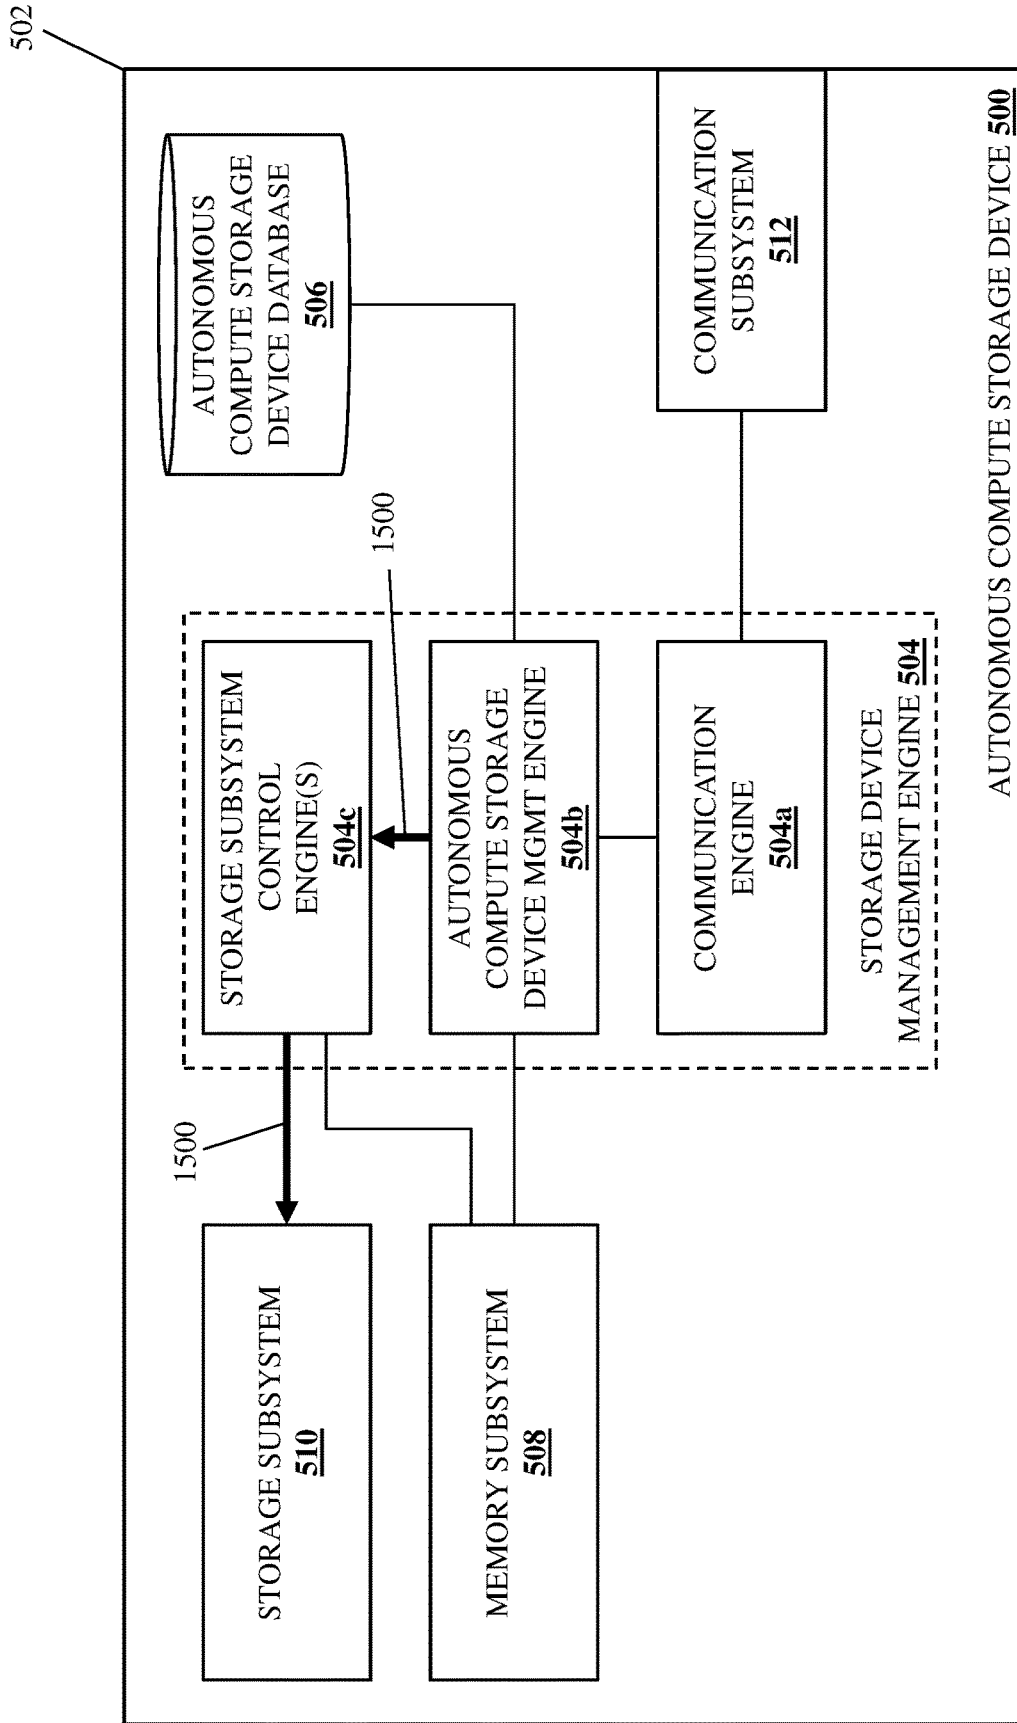 502
AUTONOMOUS
COMPUTE STORAGE
DEVICE DATABASE
506
COMMUNICATION
SUBSYSTEM
512
1500
STORAGE SUBSYSTEM
CONTROL
ENGINE(S)
504c
AUTONOMOUS
COMPUTE STORAGE
DEVICE MGMT ENGINE
504b
COMMUNICATION
ENGINE
504a
STORAGE DEVICE
MANAGEMENT ENGINE 504
1500
STORAGE SUBSYSTEM
510
MEMORY SUBSYSTEM
508
AUTONOMOUS COMPUTE STORAGE DEVICE 500